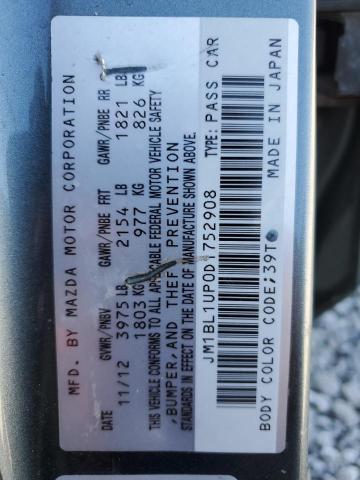 MFD. BY MAZDA MOTOR CORPORATION
DATE GVWR/PNBV GAWR/PNBE FRT GAWR/PNBE RR
11/12 3975 LB 2154 LB 1821 LB
1803 KG 977 KG 826 KG
THIS VEHICLE CONFORMS TO ALL APPLICABLE FEDERAL MOTOR VEHICLE SAFETY
,BUMPER, AND THEFT PREVENTION
STANDARDS IN EFFECT ON THE DATE OF MANUFACTURE SHOWN ABOVE.
JM1BL1UP0D1752908 TYPE: PASS CAR
BODY COLOR CODE;39T MADE IN JAPAN